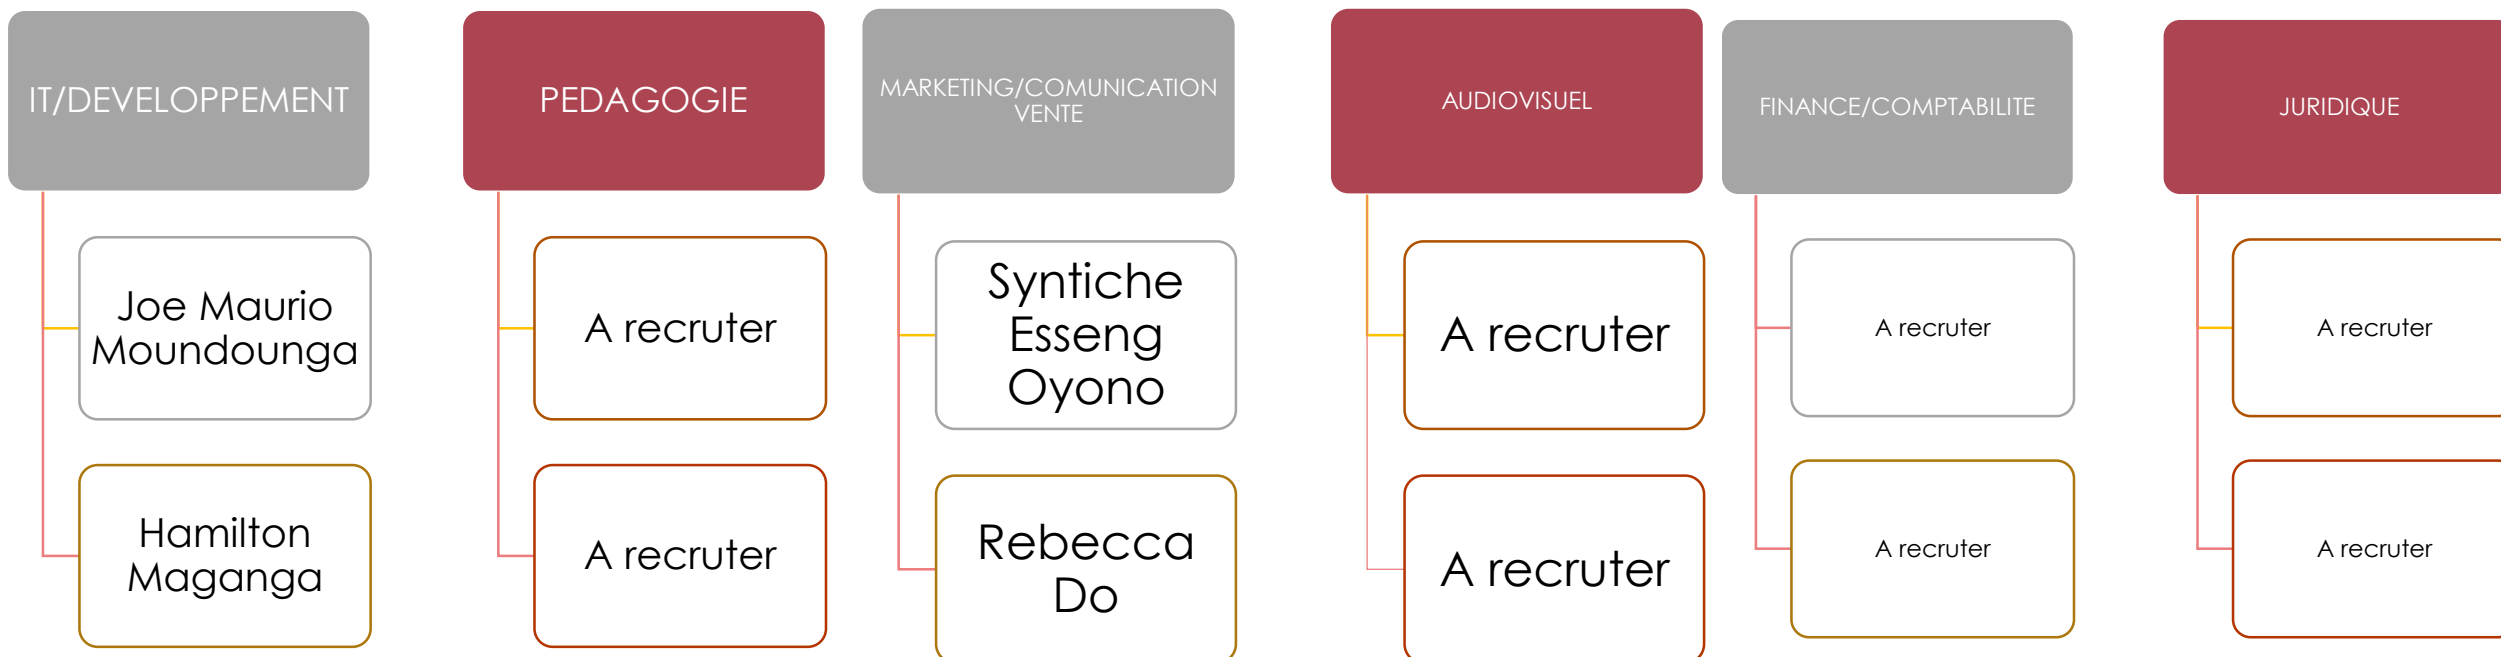 IT/DEVELOPPEMENT
Joe Maurio
Moundounga
Hamilton
Maganga
PEDAGOGIE
A recruter
A recruter
MARKETING/COMUNICATION
VENTE
Syntiche
Esseng
Oyono
Rebecca
Do
AUDIOVISUEL
A recruter
A recruter
FINANCE/COMPTABILITE
A recruter
A recruter
JURIDIQUE
A recruter
A recruter